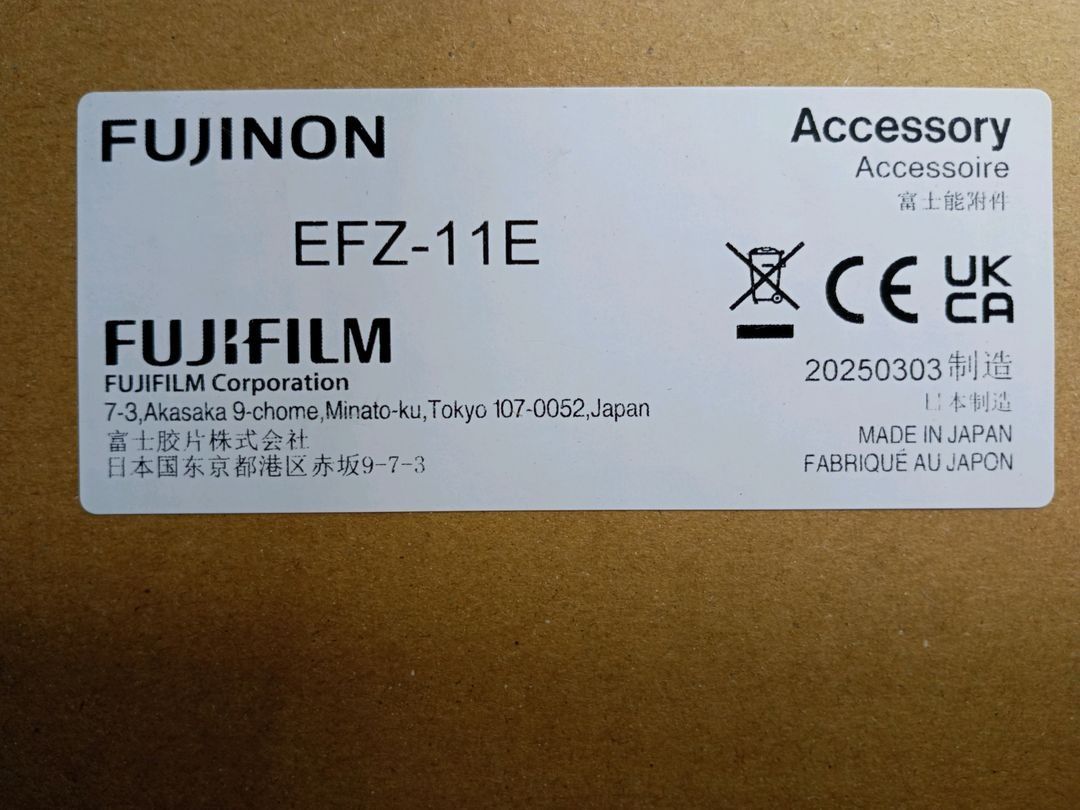 FUJINON
EFZ-11E
FUJIFILM
FUJIFILM Corporation
7-3,Akasaka 9-chome,Minato-ku,Tokyo 107-0052,Japan
富士胶片株式会社
日本国东京都港区赤坂9-7-3
Accessory
Accessoire
富士能附件
CE
UK
CA
20250303制造
日本制造
MADE IN JAPAN
FABRIQUÉ AU JAPON